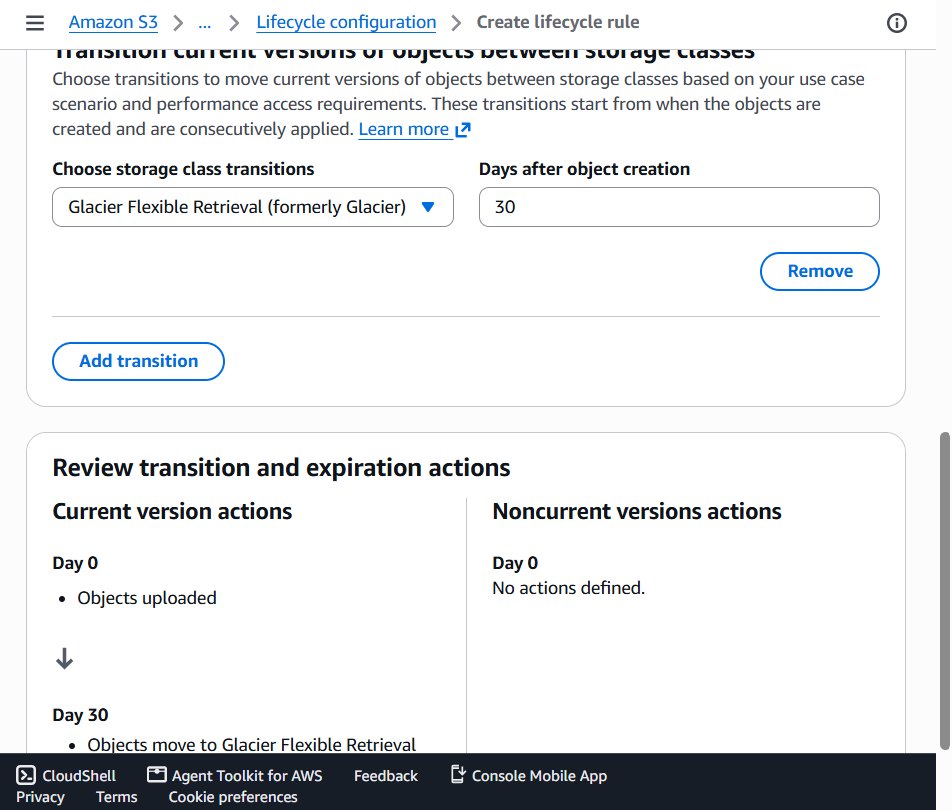 Amazon S3 > ... > Lifecycle configuration > Create lifecycle rule
Transition current versions of objects between storage classes
Choose transitions to move current versions of objects between storage classes based on your use case
scenario and performance access requirements. These transitions start from when the objects are
created and are consecutively applied. Learn more
Choose storage class transitions
Days after object creation
Glacier Flexible Retrieval (formerly Glacier)
30
Remove
Add transition
Review transition and expiration actions
Current version actions
Day 0
• Objects uploaded
Day 30
• Objects move to Glacier Flexible Retrieval
Noncurrent versions actions
Day 0
No actions defined.
CloudShell
Agent Toolkit for AWS
Feedback
Console Mobile App
Privacy
Terms
Cookie preferences